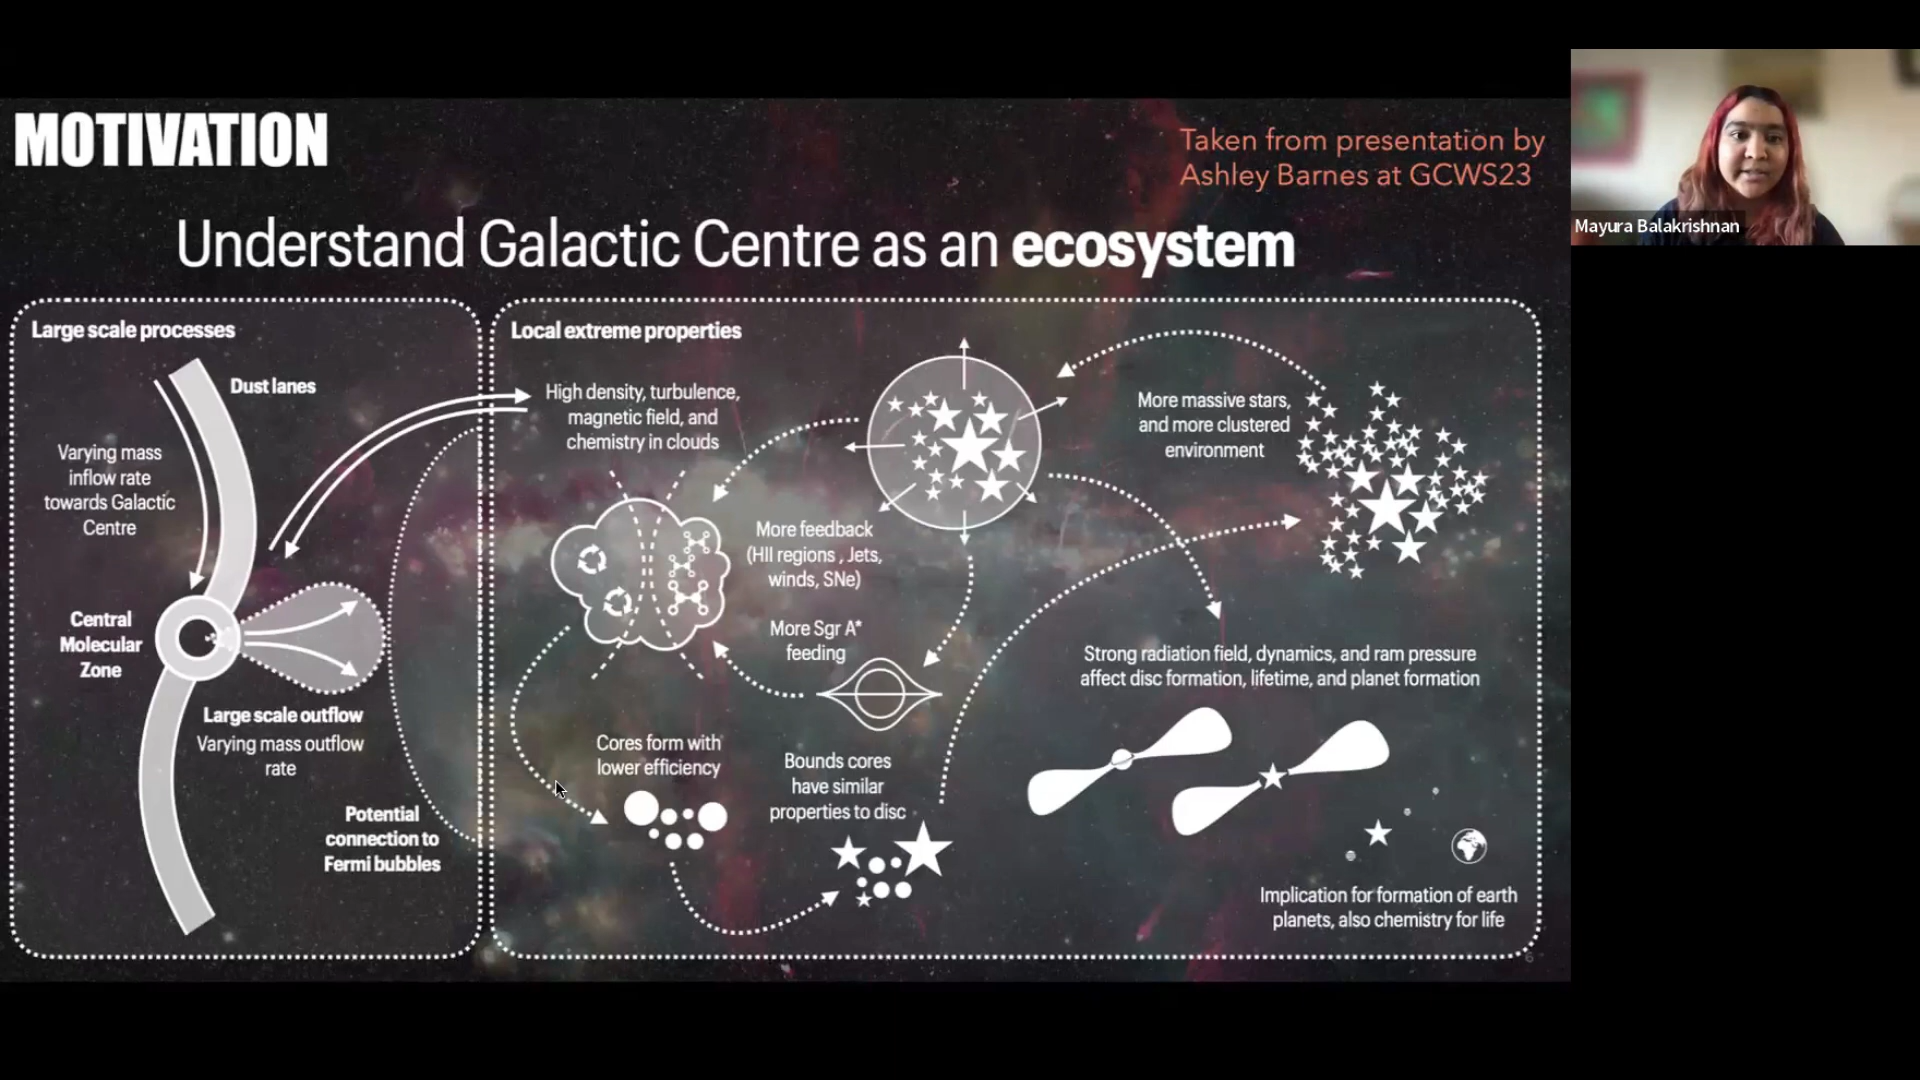 MOTIVATION
Taken from presentation by
Ashley Barnes at GCWS23
Mayura Balakrishnan
Understand Galactic Centre as an ecosystem
Large scale processes
Dust lanes
Varying mass
inflow rate
towards Galactic
Centre
Central
Molecular
Zone
Large scale outflow
Varying mass outflow
rate
Potential
connection to
Fermi bubbles
Local extreme properties
High density, turbulence,
magnetic field, and
chemistry in clouds
More feedback
(HII regions , Jets,
winds, SNe)
More Sgr A*
feeding
Cores form with
lower efficiency
Bounds cores
have similar
properties to disc
More massive stars,
and more clustered
environment
Strong radiation field, dynamics, and ram pressure
affect disc formation, lifetime, and planet formation
Implication for formation of earth
planets, also chemistry for life
6